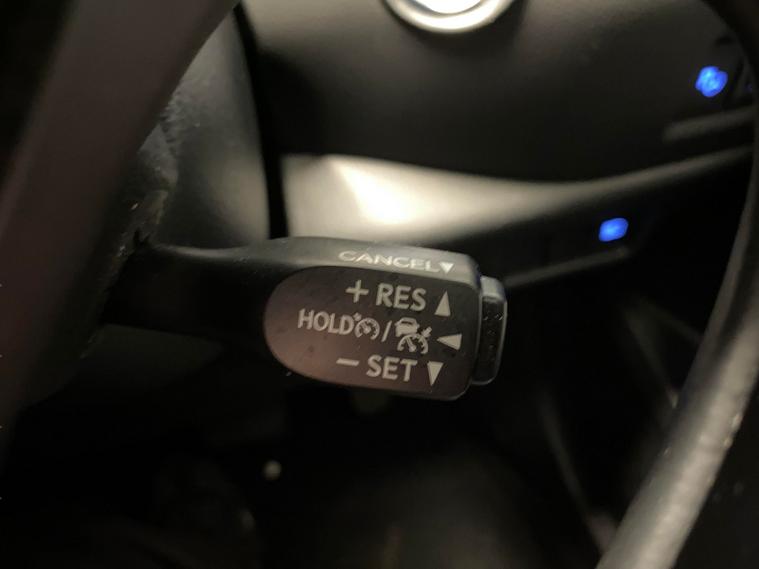 CANCEL▼
+ RES ▲
HOLD / ◀
− SET ▼